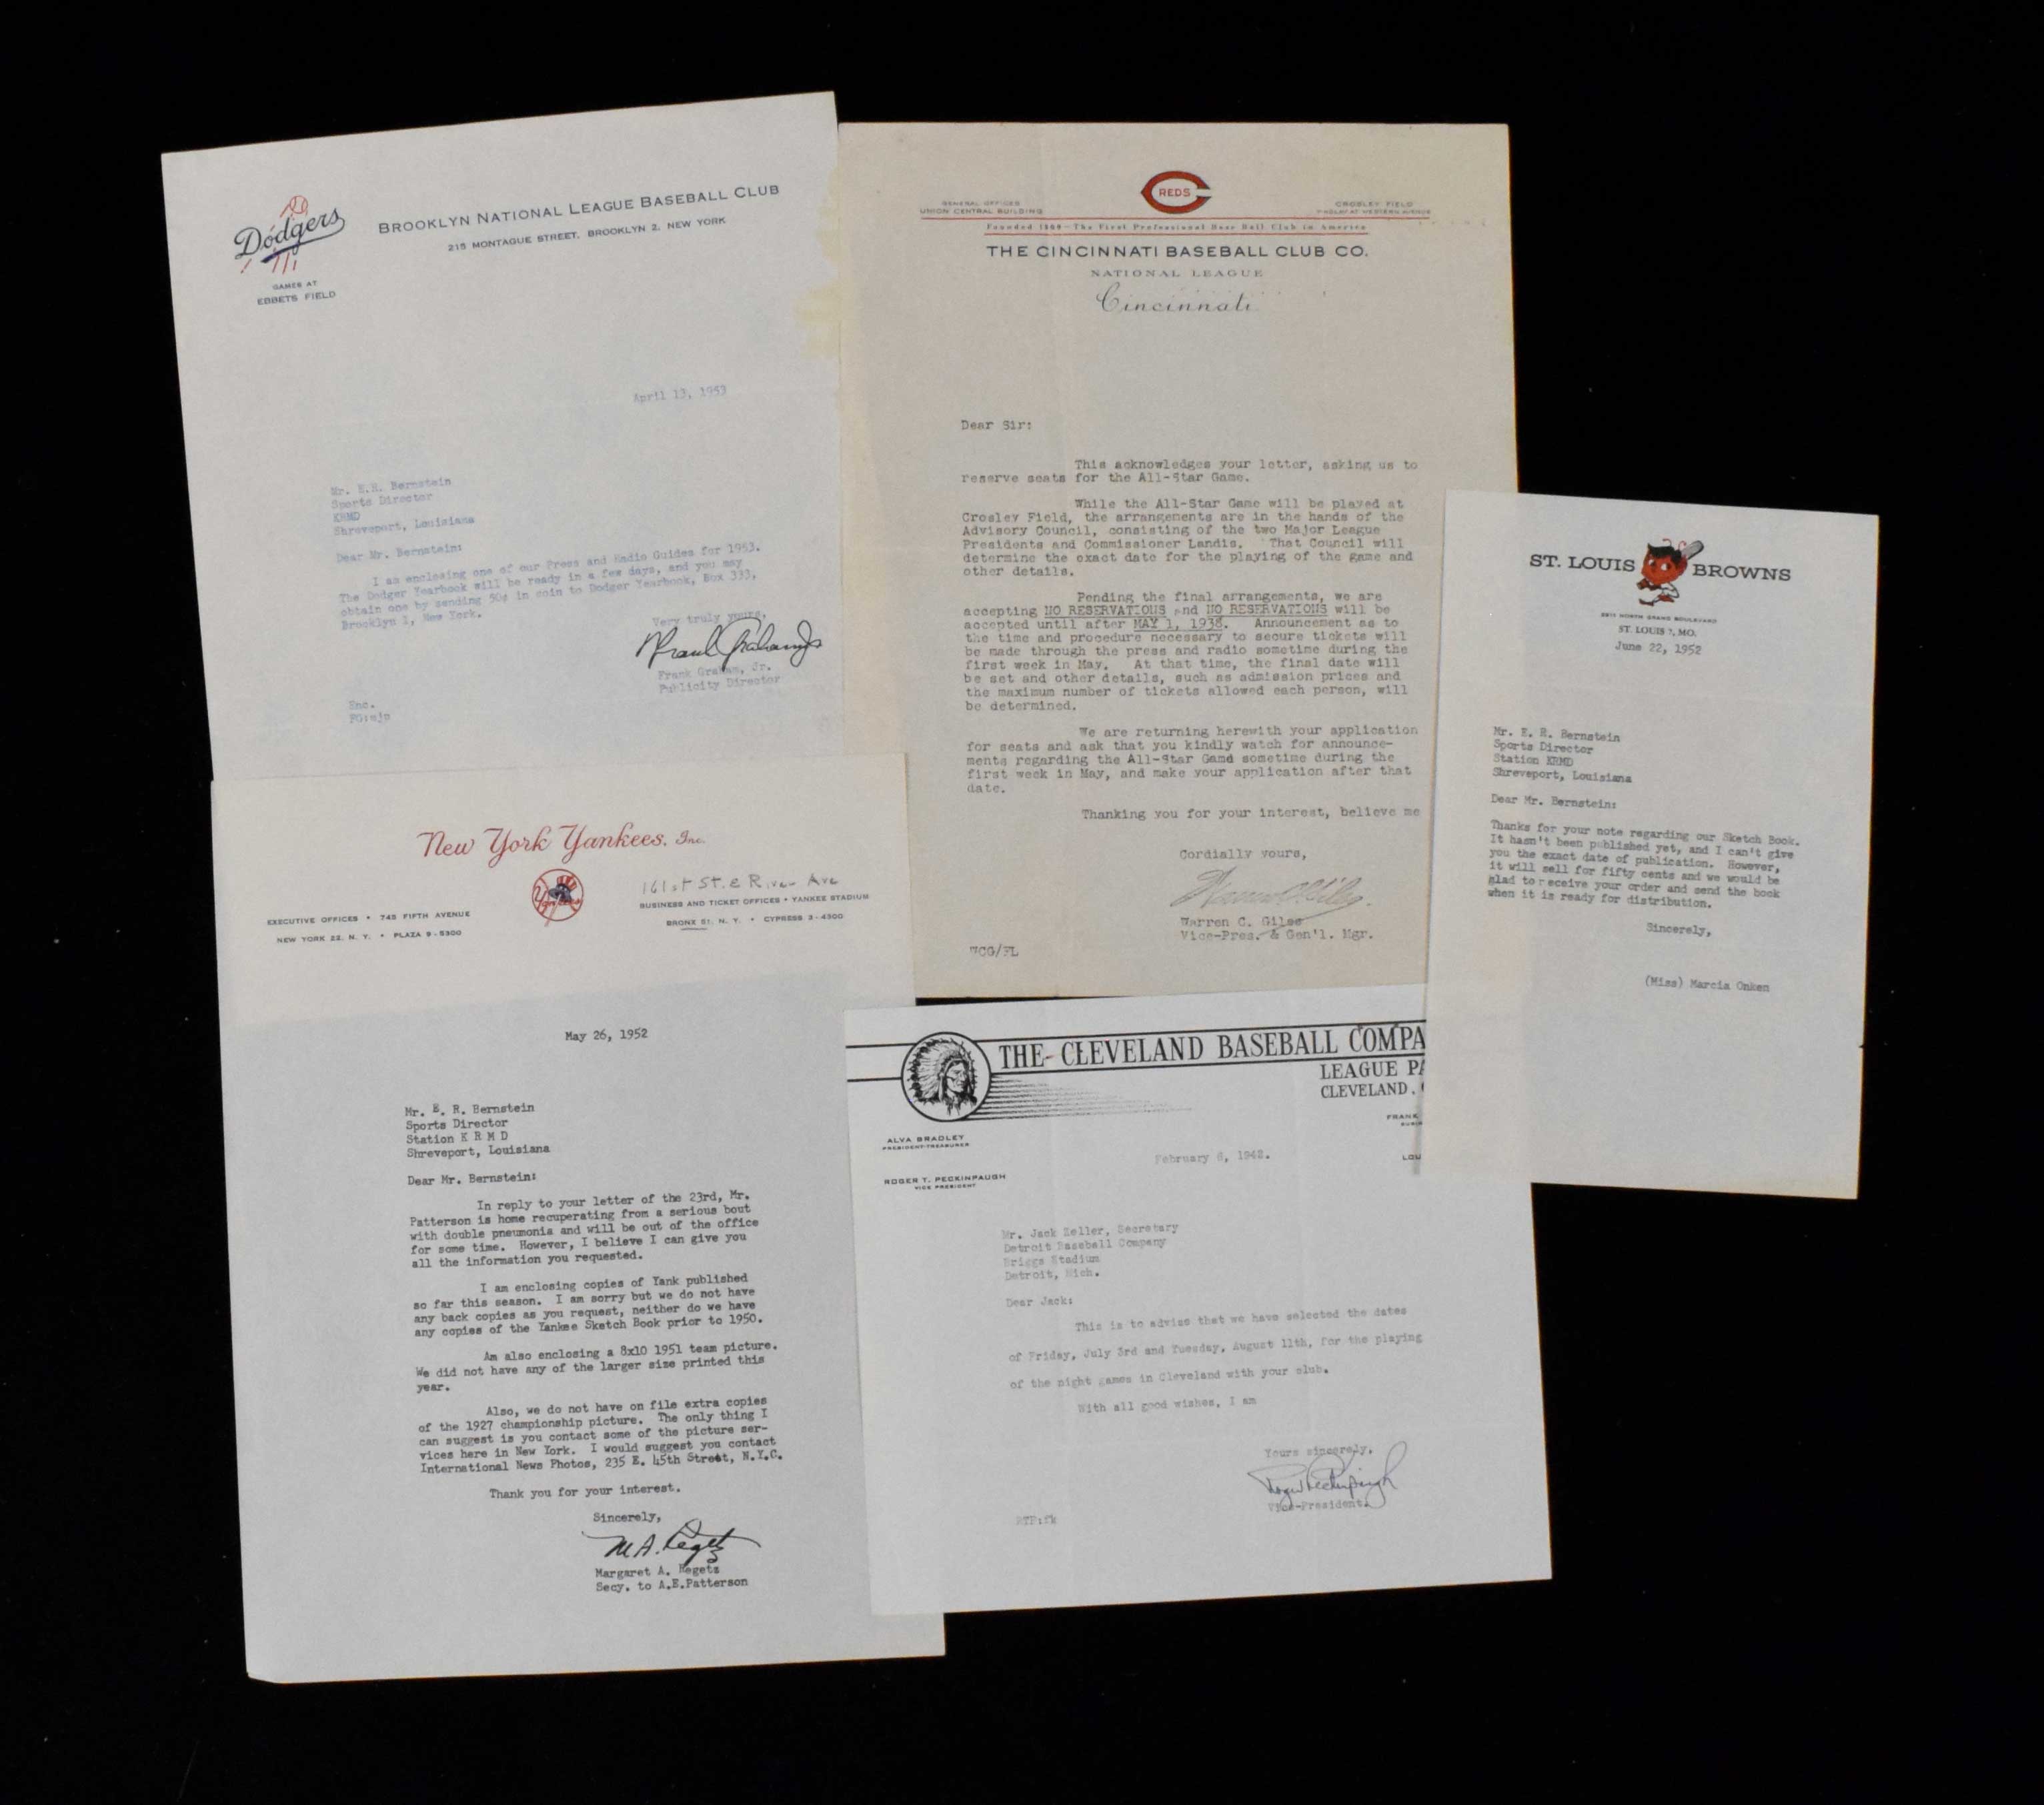 Dodgers
GAMES AT
EBBETS FIELD
BROOKLYN NATIONAL LEAGUE BASEBALL CLUB
215 MONTAGUE STREET, BROOKLYN 2, NEW YORK
April 13, 1953
Mr. E.R. Bernstein
Sports Director
KRMD
Shreveport, Louisiana
Dear Mr. Bernstein:
I am enclosing one of our Press and Radio Guides for 1953.
The Dodger Yearbook will be ready in a few days, and you may
obtain one by sending 50¢ in coin to Dodger Yearbook, Box 333,
Brooklyn 1, New York.
Very truly yours,
Frank Graham, Jr.
Frank Graham, Jr.
Publicity Director
Enc.
FG:ejp
REDS
GENERAL OFFICES
UNION CENTRAL BUILDING
CROSLEY FIELD
FINDLAY AT WESTERN AVENUE
Founded 1869-The First Professional Base Ball Club in America
THE CINCINNATI BASEBALL CLUB CO.
NATIONAL LEAGUE
Cincinnati
Dear Sir:
This acknowledges your letter, asking us to
reserve seats for the All-Star Game.
While the All-Star Game will be played at
Crosley Field, the arrangements are in the hands of the
Advisory Council, consisting of the two Major League
Presidents and Commissioner Landis. That Council will
determine the exact date for the playing of the game and
other details.
Pending the final arrangements, we are
accepting NO RESERVATIONS and NO RESERVATIONS will be
accepted until after MAY 1, 1938. Announcement as to
the time and procedure necessary to secure tickets will
be made through the press and radio sometime during the
first week in May. At that time, the final date will
be set and other details, such as admission prices and
the maximum number of tickets allowed each person, will
be determined.
We are returning herewith your application
for seats and ask that you kindly watch for announce-
ments regarding the All-Star Gamd sometime during the
first week in May, and make your application after that
date.
Thanking you for your interest, believe me
Cordially yours,
Warren C. Giles
Warren C. Giles
Vice-Pres. & Gen'l. Mgr.
WCG/FL
ST. LOUIS BROWNS
2911 NORTH GRAND BOULEVARD
ST. LOUIS 7, MO.
June 22, 1952
Mr. E. R. Bernstein
Sports Director
Station KRMD
Shreveport, Louisiana
Dear Mr. Bernstein:
Thanks for your note regarding our Sketch Book.
It hasn't been published yet, and I can't give
you the exact date of publication. However,
it will sell for fifty cents and we would be
glad to receive your order and send the book
when it is ready for distribution.
Sincerely,
(Miss) Marcia Onken
New York Yankees, Inc.
Yankees
EXECUTIVE OFFICES • 745 FIFTH AVENUE
NEW YORK 22, N. Y. • PLAZA 9-5300
161st St. & River Ave
BUSINESS AND TICKET OFFICES • YANKEE STADIUM
BRONX 51, N. Y. • CYPRESS 3-4300
May 26, 1952
Mr. E. R. Bernstein
Sports Director
Station K R M D
Shreveport, Louisiana
Dear Mr. Bernstein:
In reply to your letter of the 23rd, Mr.
Patterson is home recuperating from a serious bout
with double pneumonia and will be out of the office
for some time. However, I believe I can give you
all the information you requested.
I am enclosing copies of Yank published
so far this season. I am sorry but we do not have
any back copies as you request, neither do we have
any copies of the Yankee Sketch Book prior to 1950.
Am also enclosing a 8x10 1951 team picture.
We did not have any of the larger size printed this
year.
Also, we do not have on file extra copies
of the 1927 championship picture. The only thing I
can suggest is you contact some of the picture ser-
vices here in New York. I would suggest you contact
International News Photos, 235 E. 45th Street, N.Y.C.
Thank you for your interest.
Sincerely,
M.A. Regetz
Margaret A. Regetz
Secy. to A.E.Patterson
THE CLEVELAND BASEBALL COMPA
LEAGUE PA
CLEVELAND,
FRANK
ALVA BRADLEY
PRESIDENT-TREASURER
ROGER T. PECKINPAUGH
VICE PRESIDENT
LOU
February 6, 1942.
Mr. Jack Zeller, Secretary
Detroit Baseball Company
Briggs Stadium
Detroit, Mich.
Dear Jack:
This is to advise that we have selected the dates
of Friday, July 3rd and Tuesday, August 11th, for the playing
of the night games in Cleveland with your club.
With all good wishes, I am
Yours sincerely,
Roger Peckinpaugh
Vice-President.
RTP:fk